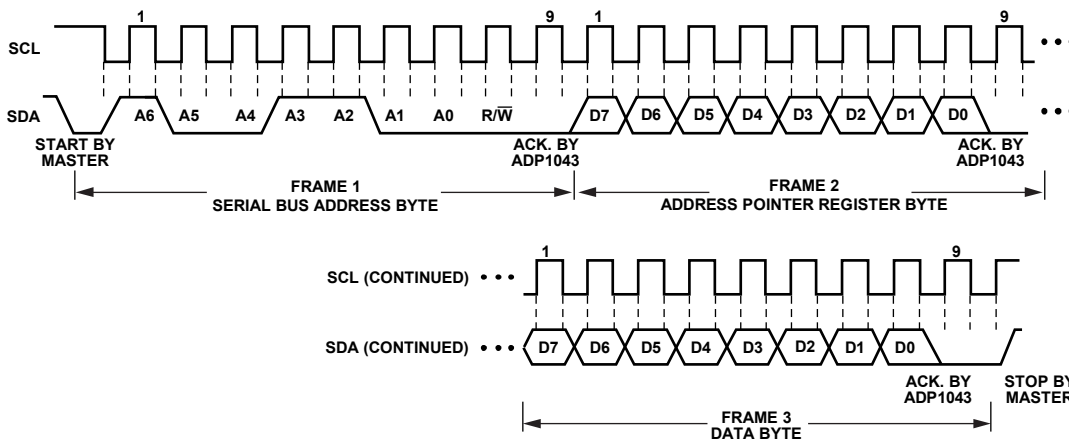 1 9 1 9
SCL
SDA A6 A5 A4 A3 A2 A1 A0 R/W̅ D7 D6 D5 D4 D3 D2 D1 D0
START BY
MASTER
ACK. BY
ADP1043
ACK. BY
ADP1043
FRAME 1
SERIAL BUS ADDRESS BYTE
FRAME 2
ADDRESS POINTER REGISTER BYTE
1 9
SCL (CONTINUED)
SDA (CONTINUED) D7 D6 D5 D4 D3 D2 D1 D0
ACK. BY
ADP1043
STOP BY
MASTER
FRAME 3
DATA BYTE